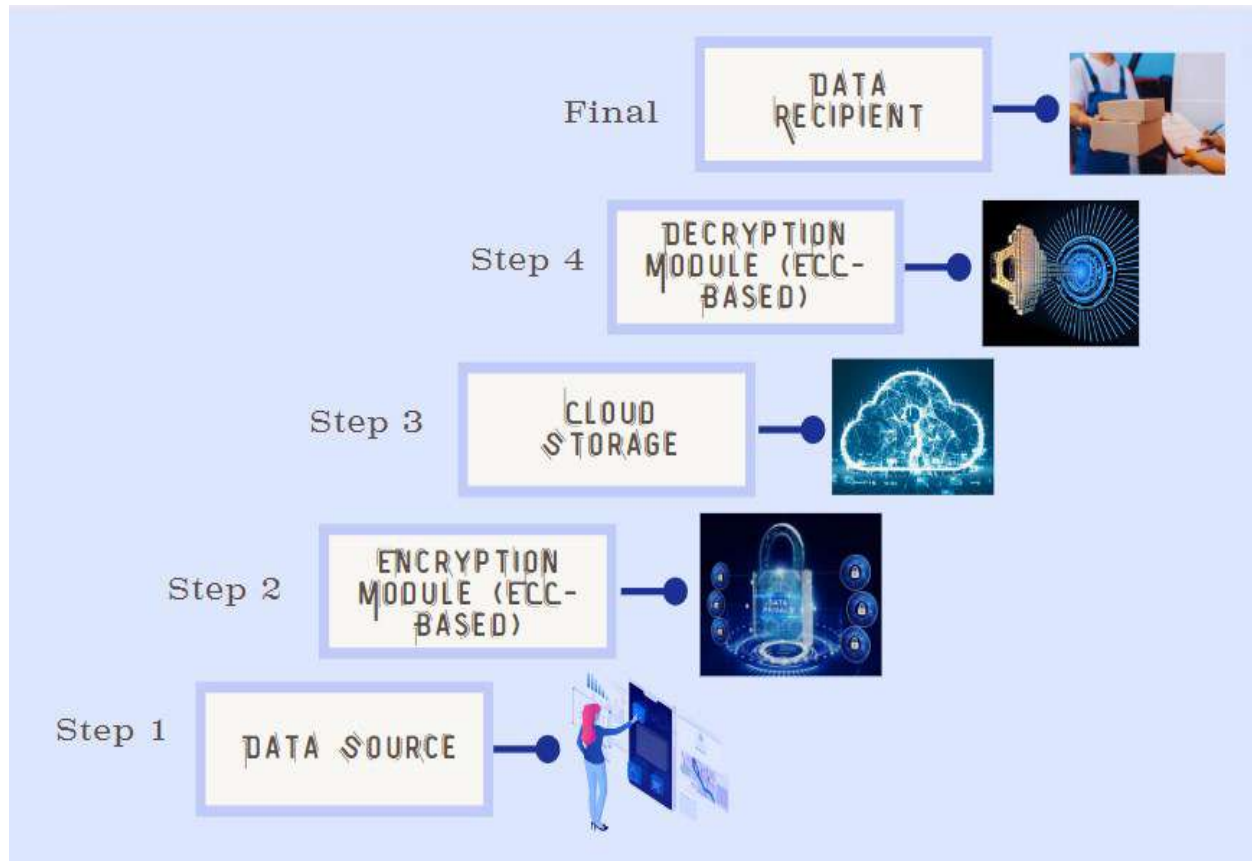 Final
DATA
RECIPIENT
Step 4
DECRYPTION
MODULE (ECC-
BASED)
Step 3
CLOUD
STORAGE
Step 2
ENCRYPTION
MODULE (ECC-
BASED)
DATA
Step 1
DATA SOURCE